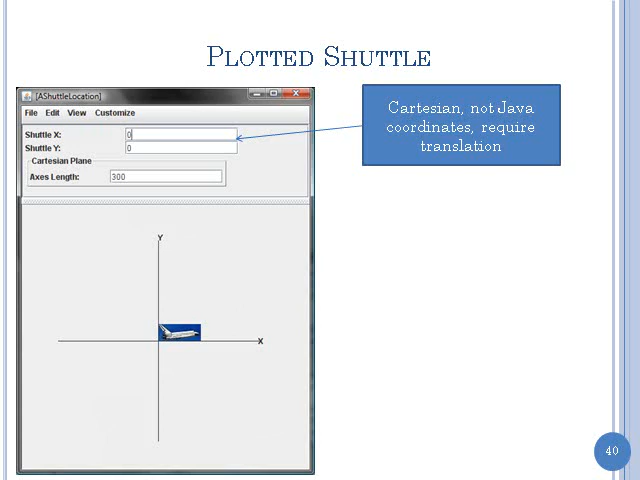 PLOTTED SHUTTLE
[AShuttleLocation]
File Edit View Customize
Shuttle X: 0
Shuttle Y: 0
Cartesian Plane
Axes Length: 300
Y
X
Cartesian, not Java
coordinates, require
translation
40